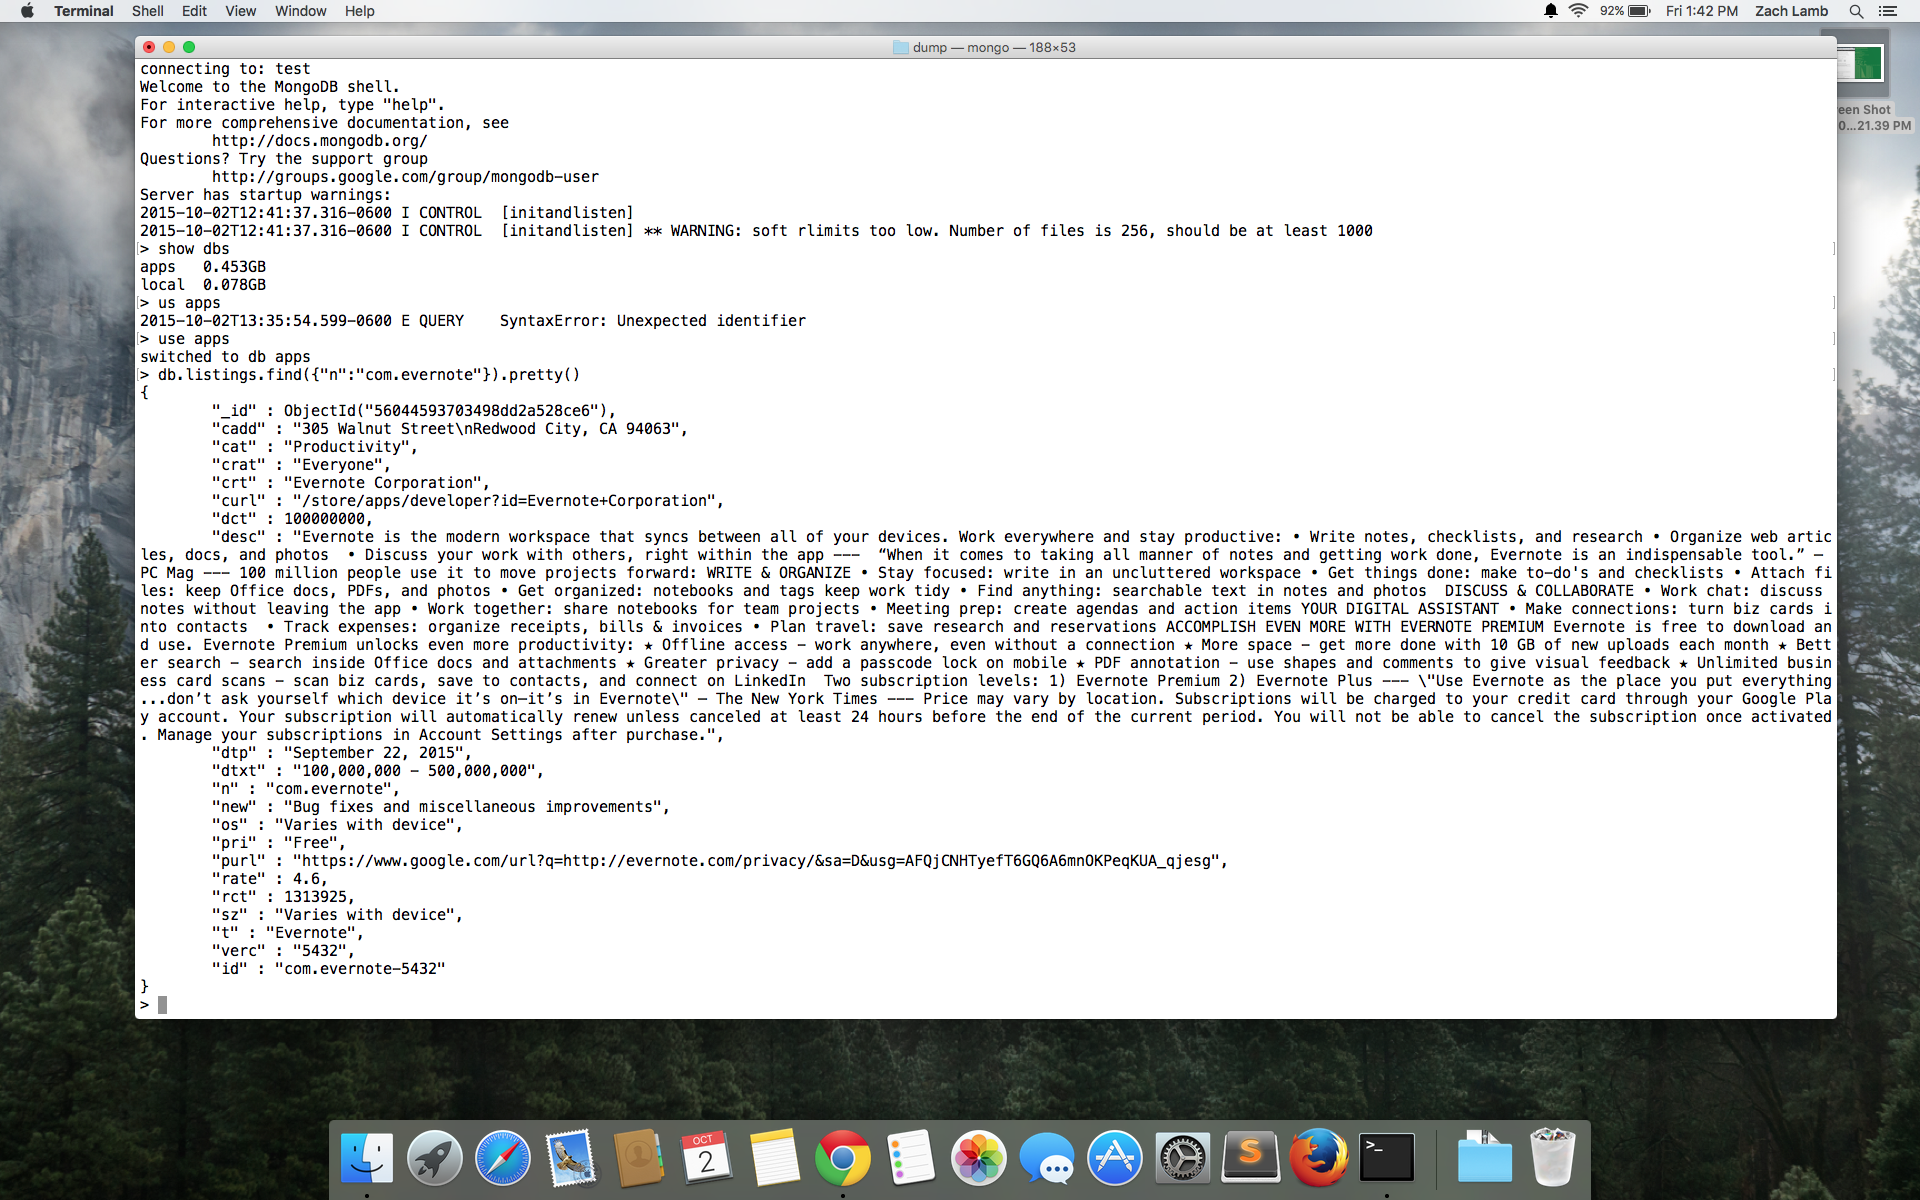 Terminal Shell Edit View Window Help 92% Fri 1:42 PM Zach Lamb
dump — mongo — 188×53
connecting to: test
Welcome to the MongoDB shell.
For interactive help, type "help".
For more comprehensive documentation, see
http://docs.mongodb.org/
Questions? Try the support group
http://groups.google.com/group/mongodb-user
Server has startup warnings:
2015-10-02T12:41:37.316-0600 I CONTROL  [initandlisten]
2015-10-02T12:41:37.316-0600 I CONTROL  [initandlisten] ** WARNING: soft rlimits too low. Number of files is 256, should be at least 1000
> show dbs
apps   0.453GB
local  0.078GB
> us apps
2015-10-02T13:35:54.599-0600 E QUERY    SyntaxError: Unexpected identifier
> use apps
switched to db apps
> db.listings.find({"n":"com.evernote"}).pretty()
{
"_id" : ObjectId("56044593703498dd2a528ce6"),
"cadd" : "305 Walnut Street\nRedwood City, CA 94063",
"cat" : "Productivity",
"crat" : "Everyone",
"crt" : "Evernote Corporation",
"curl" : "/store/apps/developer?id=Evernote+Corporation",
"dct" : 100000000,
"desc" : "Evernote is the modern workspace that syncs between all of your devices. Work everywhere and stay productive: • Write notes, checklists, and research • Organize web artic
les, docs, and photos  • Discuss your work with others, right within the app ---  “When it comes to taking all manner of notes and getting work done, Evernote is an indispensable tool.” –
PC Mag --- 100 million people use it to move projects forward: WRITE & ORGANIZE • Stay focused: write in an uncluttered workspace • Get things done: make to-do's and checklists • Attach fi
les: keep Office docs, PDFs, and photos • Get organized: notebooks and tags keep work tidy • Find anything: searchable text in notes and photos  DISCUSS & COLLABORATE • Work chat: discuss
notes without leaving the app • Work together: share notebooks for team projects • Meeting prep: create agendas and action items YOUR DIGITAL ASSISTANT • Make connections: turn biz cards i
nto contacts  • Track expenses: organize receipts, bills & invoices • Plan travel: save research and reservations ACCOMPLISH EVEN MORE WITH EVERNOTE PREMIUM Evernote is free to download an
d use. Evernote Premium unlocks even more productivity: ★ Offline access – work anywhere, even without a connection ★ More space – get more done with 10 GB of new uploads each month ★ Bett
er search – search inside Office docs and attachments ★ Greater privacy – add a passcode lock on mobile ★ PDF annotation – use shapes and comments to give visual feedback ★ Unlimited busin
ess card scans – scan biz cards, save to contacts, and connect on LinkedIn  Two subscription levels: 1) Evernote Premium 2) Evernote Plus --- \"Use Evernote as the place you put everything
...don’t ask yourself which device it’s on—it’s in Evernote\" – The New York Times --- Price may vary by location. Subscriptions will be charged to your credit card through your Google Pla
y account. Your subscription will automatically renew unless canceled at least 24 hours before the end of the current period. You will not be able to cancel the subscription once activated
. Manage your subscriptions in Account Settings after purchase.",
"dtp" : "September 22, 2015",
"dtxt" : "100,000,000 - 500,000,000",
"n" : "com.evernote",
"new" : "Bug fixes and miscellaneous improvements",
"os" : "Varies with device",
"pri" : "Free",
"purl" : "https://www.google.com/url?q=http://evernote.com/privacy/&sa=D&usg=AFQjCNHTyefT6GQ6A6mnOKPeqKUA_qjesg",
"rate" : 4.6,
"rct" : 1313925,
"sz" : "Varies with device",
"t" : "Evernote",
"verc" : "5432",
"id" : "com.evernote-5432"
}
>
een Shot
0...21.39 PM
OCT
2